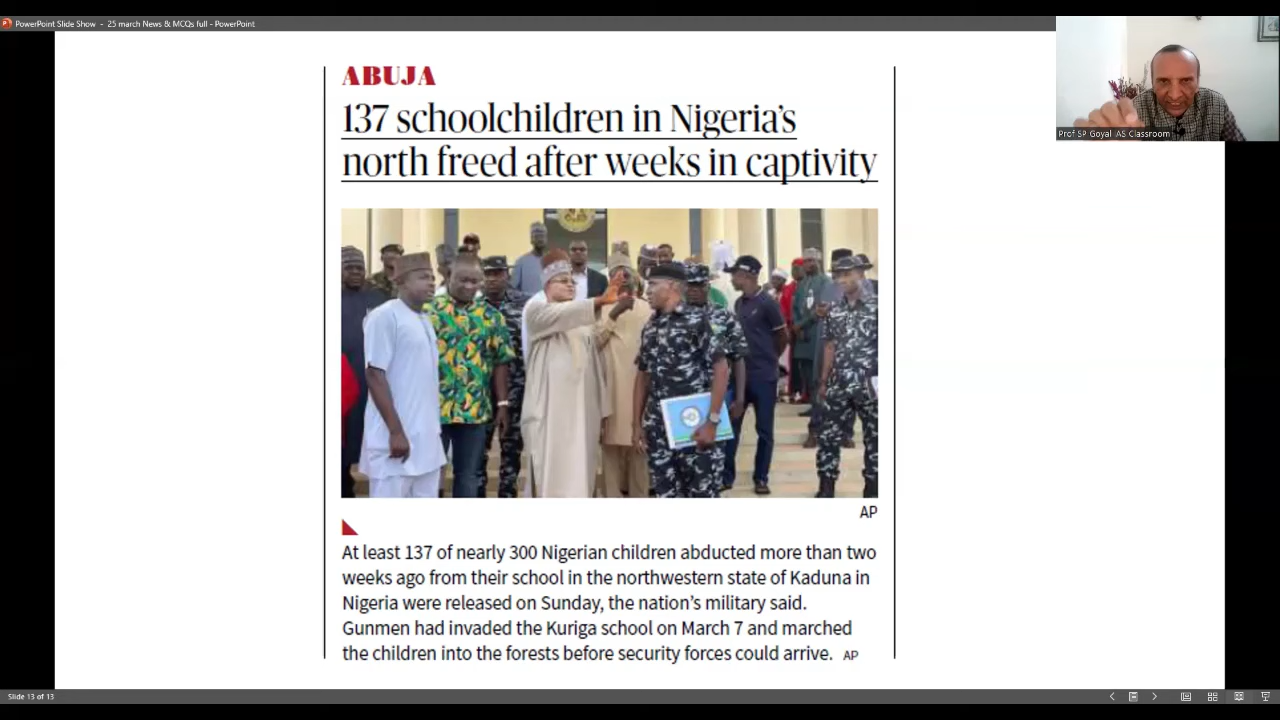 PowerPoint Slide Show - 25 march News & MCQs full - PowerPoint
Prof SP Goyal IAS Classroom
ABUJA
137 schoolchildren in Nigeria's
north freed after weeks in captivity
AP
At least 137 of nearly 300 Nigerian children abducted more than two
weeks ago from their school in the northwestern state of Kaduna in
Nigeria were released on Sunday, the nation's military said.
Gunmen had invaded the Kuriga school on March 7 and marched
the children into the forests before security forces could arrive. AP
Slide 13 of 13